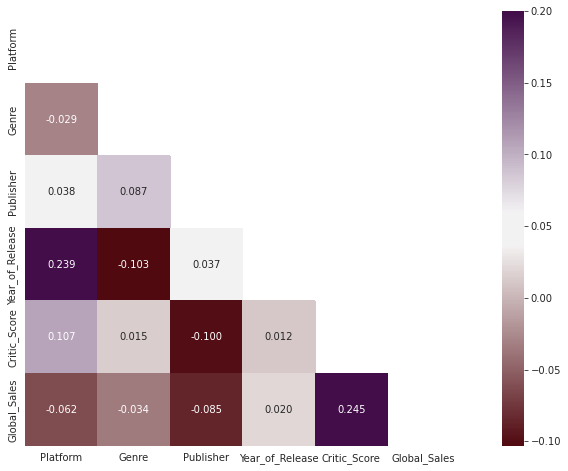 Platform
Genre
Publisher
Year_of_Release
Critic_Score
Global_Sales
-0.029
0.038 0.087
0.239 -0.103 0.037
0.107 0.015 -0.100 0.012
-0.062 -0.034 -0.085 0.020 0.245
Platform Genre Publisher Year_of_Release Critic_Score Global_Sales
0.20
0.15
0.10
0.05
0.00
−0.05
−0.10